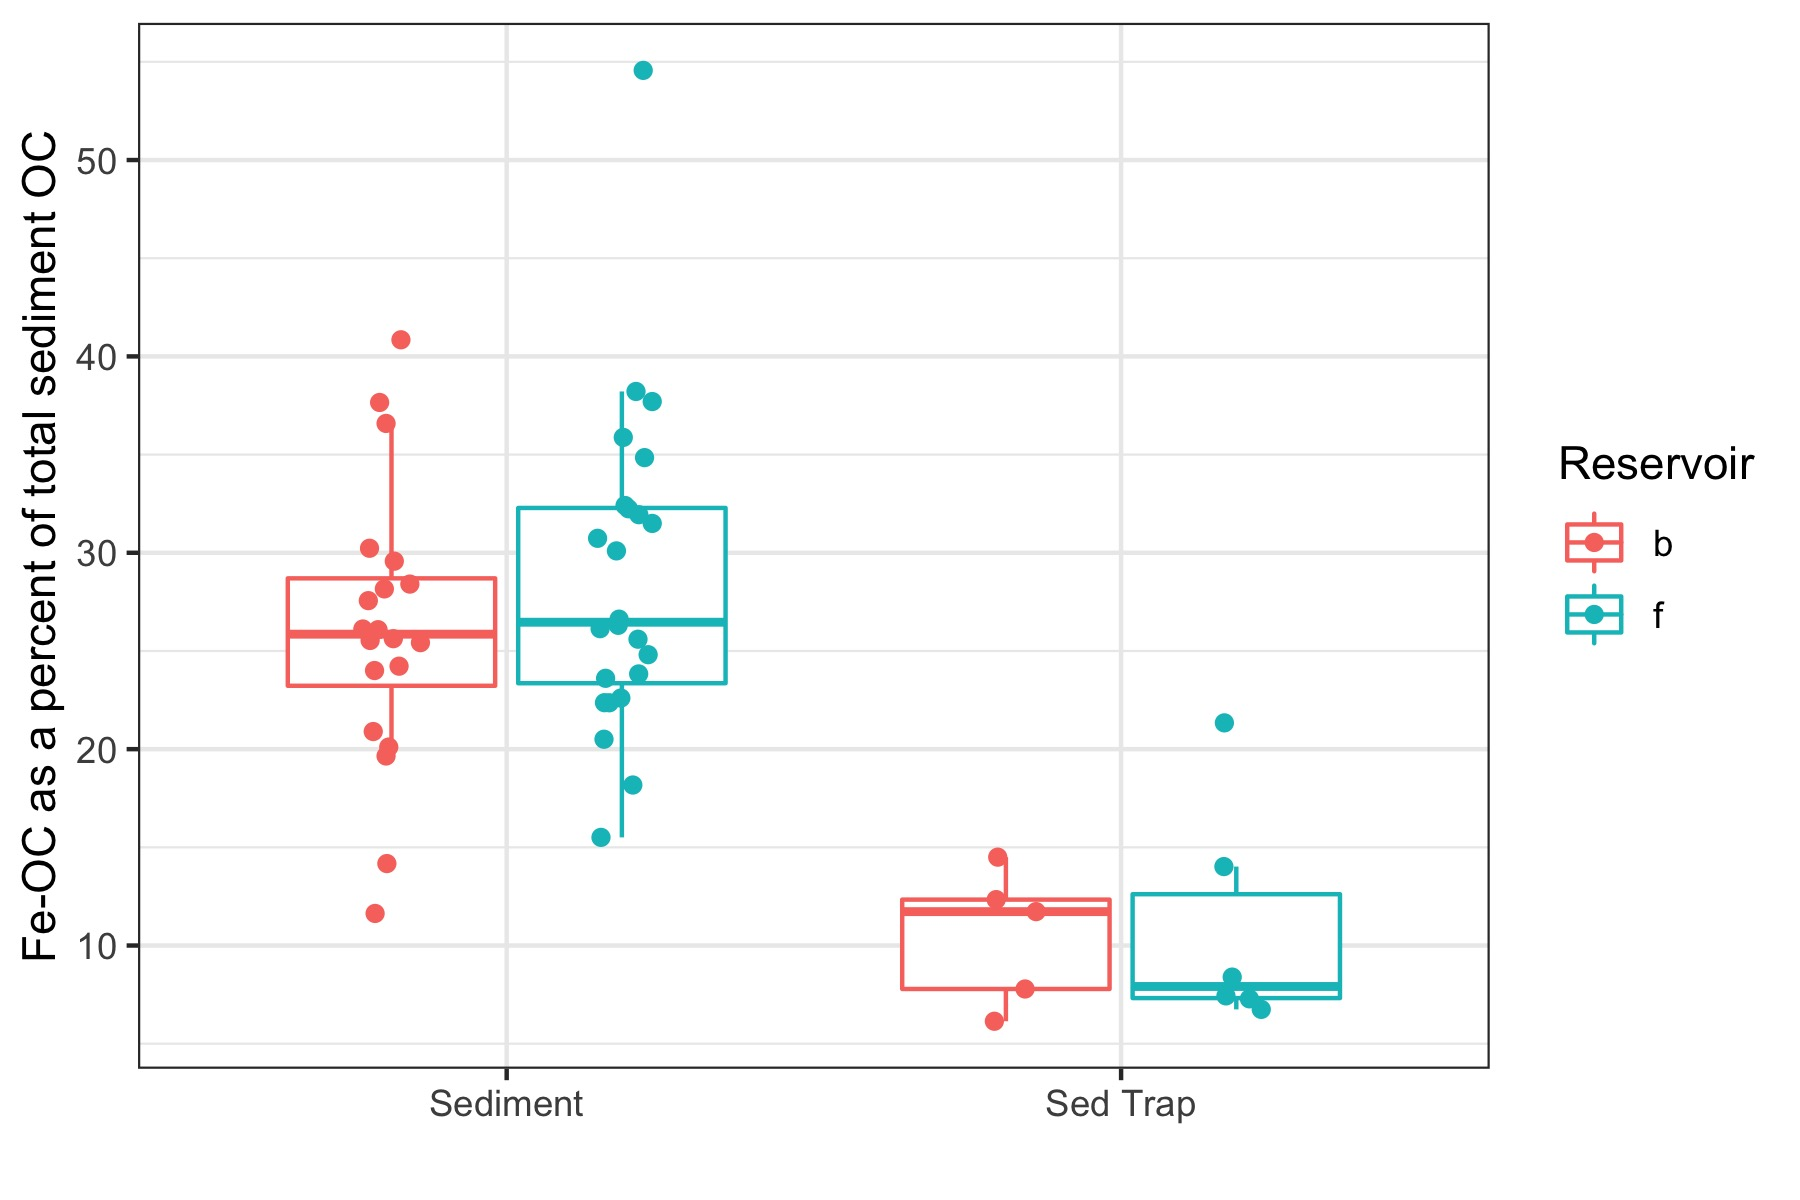 Fe-OC as a percent of total sediment OC
50
40
30
20
10
Sediment
Sed Trap
Reservoir
b
f